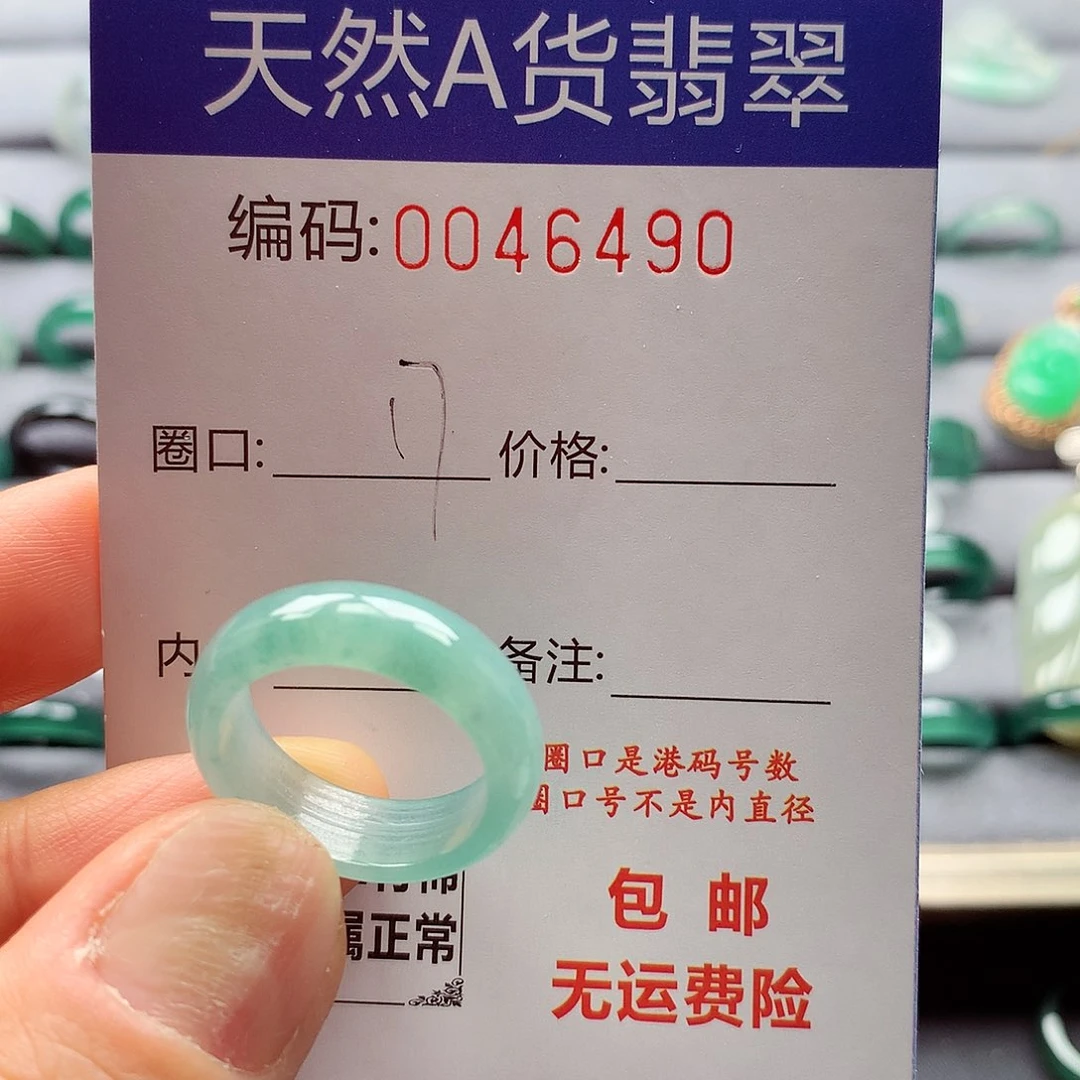 天然A货翡翠
编码:0046490
圈口: 17 价格:
内 备注:
圈口是港码号数
圈口号不是内直径
属正常
包邮
无运费险